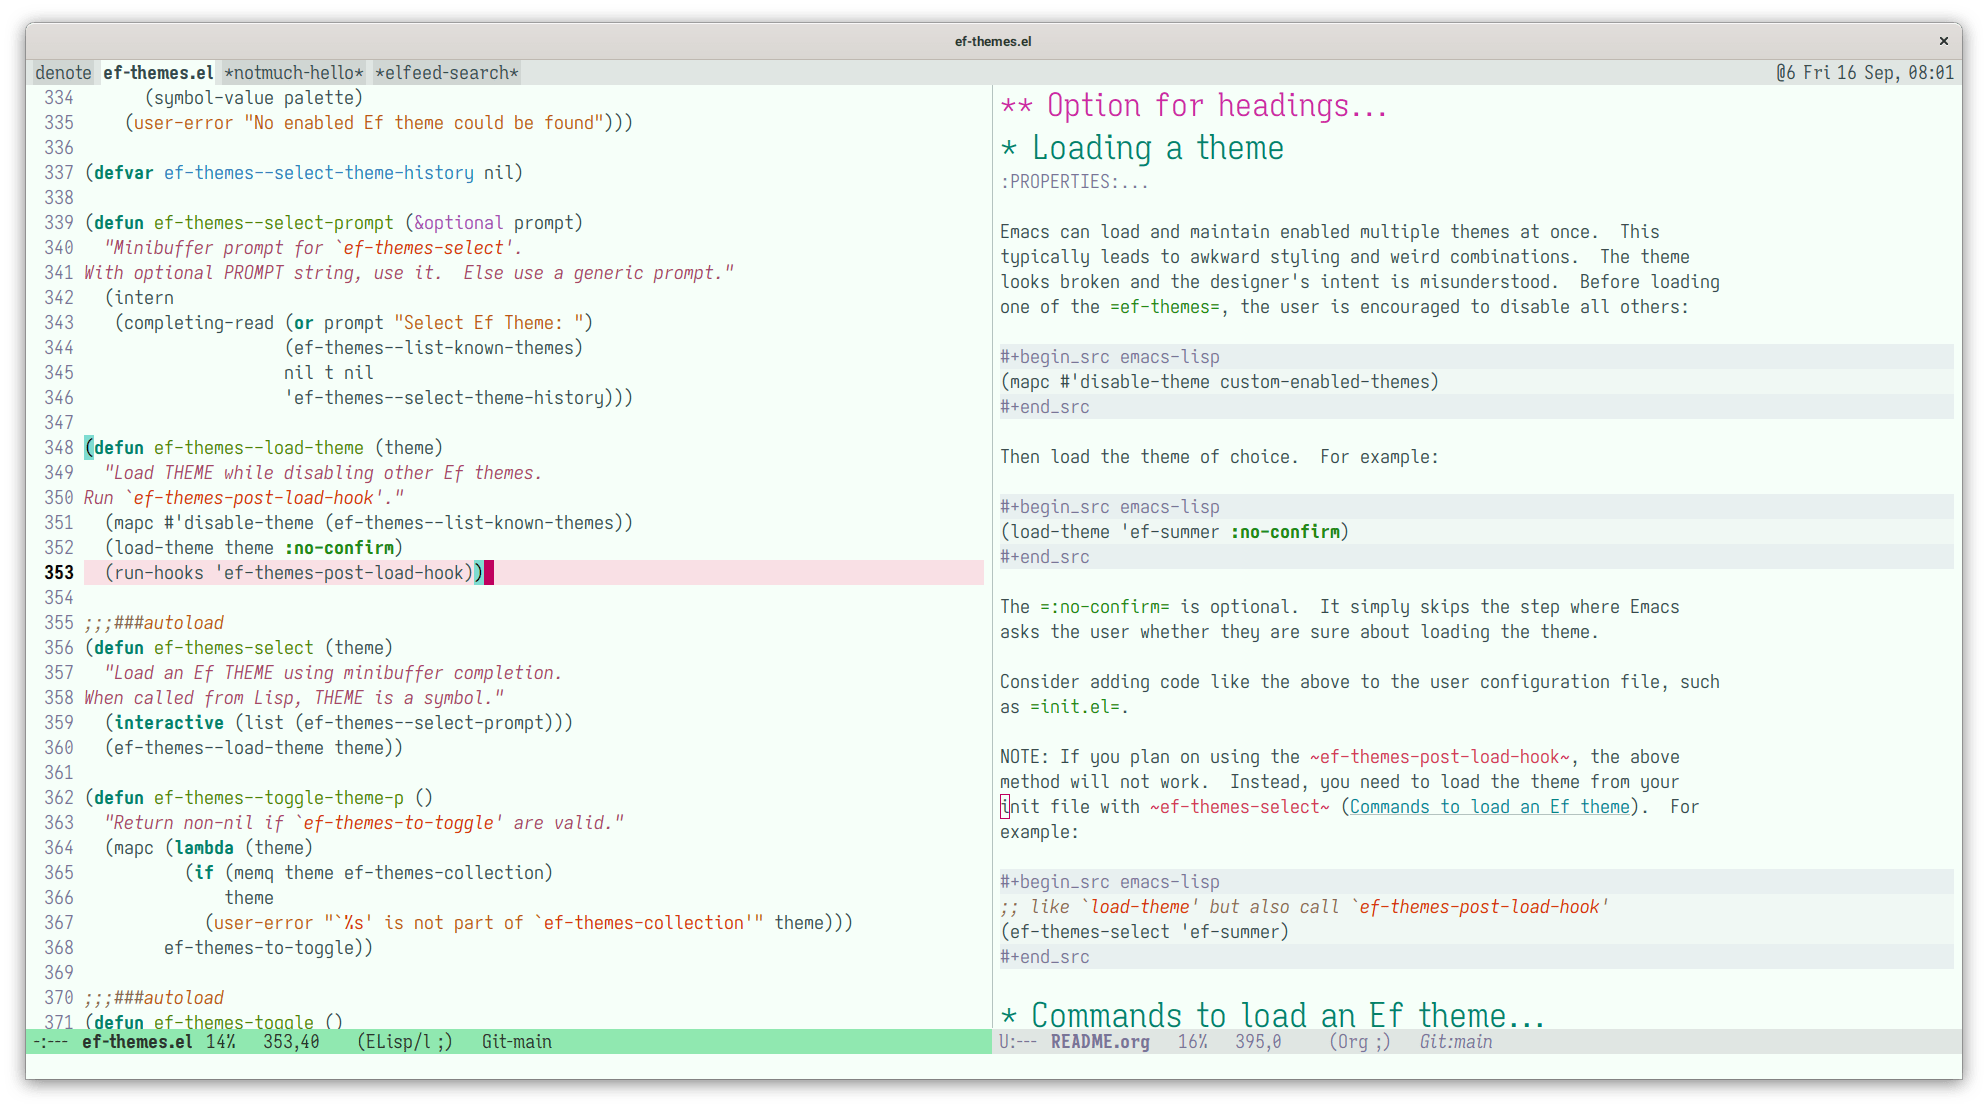 ef-themes.el ×
denote ef-themes.el *notmuch-hello* *elfeed-search* @6 Fri 16 Sep, 08:01
334       (symbol-value palette)
335     (user-error "No enabled Ef theme could be found")))
336
337 (defvar ef-themes--select-theme-history nil)
338
339 (defun ef-themes--select-prompt (&optional prompt)
340   "Minibuffer prompt for `ef-themes-select'.
341 With optional PROMPT string, use it.  Else use a generic prompt."
342   (intern
343    (completing-read (or prompt "Select Ef Theme: ")
344                     (ef-themes--list-known-themes)
345                     nil t nil
346                     'ef-themes--select-theme-history)))
347
348 (defun ef-themes--load-theme (theme)
349   "Load THEME while disabling other Ef themes.
350 Run `ef-themes-post-load-hook'."
351   (mapc #'disable-theme (ef-themes--list-known-themes))
352   (load-theme theme :no-confirm)
353   (run-hooks 'ef-themes-post-load-hook))
354
355 ;;;###autoload
356 (defun ef-themes-select (theme)
357   "Load an Ef THEME using minibuffer completion.
358 When called from Lisp, THEME is a symbol."
359   (interactive (list (ef-themes--select-prompt)))
360   (ef-themes--load-theme theme))
361
362 (defun ef-themes--toggle-theme-p ()
363   "Return non-nil if `ef-themes-to-toggle' are valid."
364   (mapc (lambda (theme)
365           (if (memq theme ef-themes-collection)
366               theme
367             (user-error "`%s' is not part of `ef-themes-collection'" theme)))
368         ef-themes-to-toggle))
369
370 ;;;###autoload
371 (defun ef-themes-toggle ()
-:--- ef-themes.el 14% 353,40 (ELisp/l ;) Git-main
** Option for headings...
* Loading a theme
:PROPERTIES:...
Emacs can load and maintain enabled multiple themes at once.  This
typically leads to awkward styling and weird combinations.  The theme
looks broken and the designer's intent is misunderstood.  Before loading
one of the =ef-themes=, the user is encouraged to disable all others:
#+begin_src emacs-lisp
(mapc #'disable-theme custom-enabled-themes)
#+end_src
Then load the theme of choice.  For example:
#+begin_src emacs-lisp
(load-theme 'ef-summer :no-confirm)
#+end_src
The =:no-confirm= is optional.  It simply skips the step where Emacs
asks the user whether they are sure about loading the theme.
Consider adding code like the above to the user configuration file, such
as =init.el=.
NOTE: If you plan on using the ~ef-themes-post-load-hook~, the above
method will not work.  Instead, you need to load the theme from your
init file with ~ef-themes-select~ (Commands to load an Ef theme).  For
example:
#+begin_src emacs-lisp
;; like `load-theme' but also call `ef-themes-post-load-hook'
(ef-themes-select 'ef-summer)
#+end_src
* Commands to load an Ef theme...
U:--- README.org 16% 395,0 (Org ;) Git:main